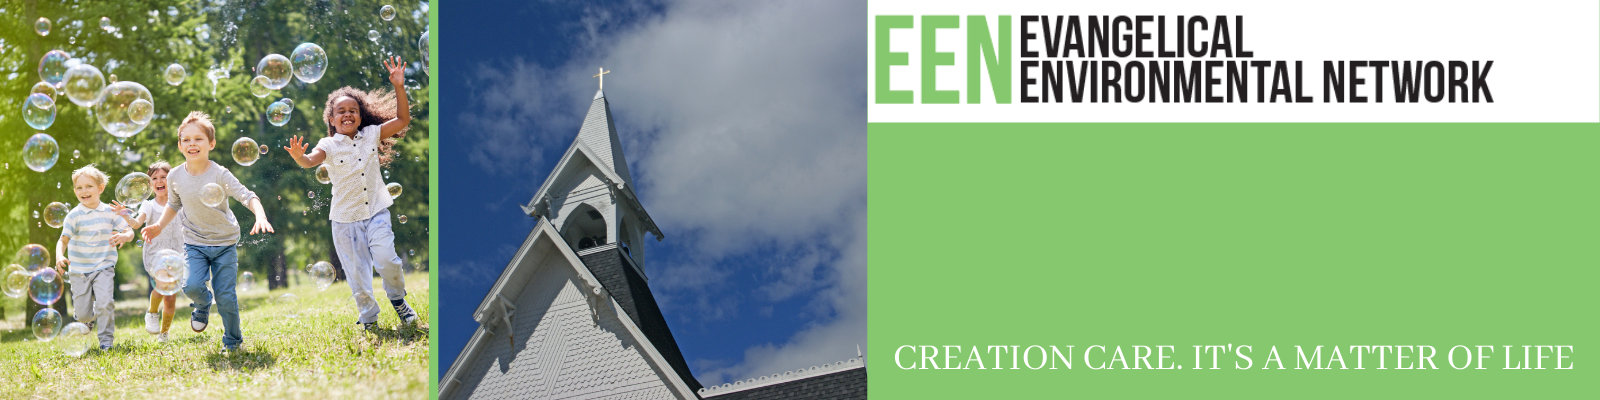 EEN EVANGELICAL
ENVIRONMENTAL NETWORK
CREATION CARE. IT'S A MATTER OF LIFE